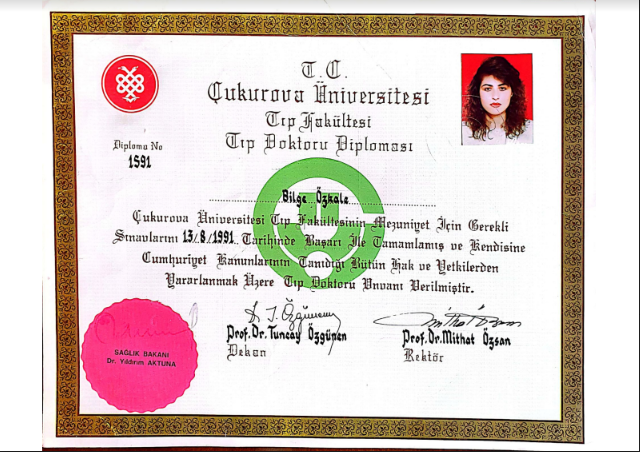 T.C.
Çukurova Üniversitesi
Tıp Fakültesi
Tıp Doktoru Diploması
Diploma No
1591
Bilge Özkale
Çukurova Üniversitesi Tıp Fakültesinin Mezuniyet İçin Gerekli
Sınavlarını 13/8/1991 Tarihinde Başarı İle Tamamlamış ve Kendisine
Cumhuriyet Kanunlarının Tanıdığı Bütün Hak ve Yetkilerden
Yararlanmak Üzere Tıp Doktoru Unvanı Verilmiştir.
Prof.Dr.Tuncay Özgünen
Dekan
Prof.Dr.Mithat Özsan
Rektör
SAĞLIK BAKANI
Dr. Yıldırım AKTUNA